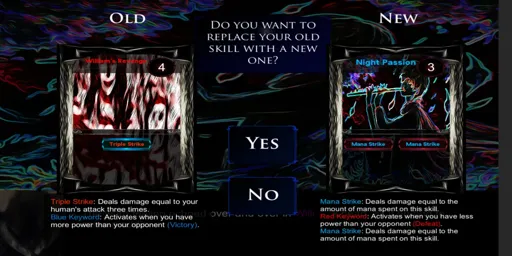 Old
Do you want to
replace your old
skill with a new
one?
New
4
Night Passion
3
Triple Strike
Mana Strike
Mana Strike
Yes
No
Triple Strike: Deals damage equal to your
human's attack three times.
Blue Keyword: Activates when you have
more power than your opponent (Victory).
over and over
Mana Strike: Deals damage equal to the
amount of mana spent on this skill.
Red Keyword: Activates when you have less
power than your opponent (Defeat).
Mana Strike: Deals damage equal to the
amount of mana spent on this skill.